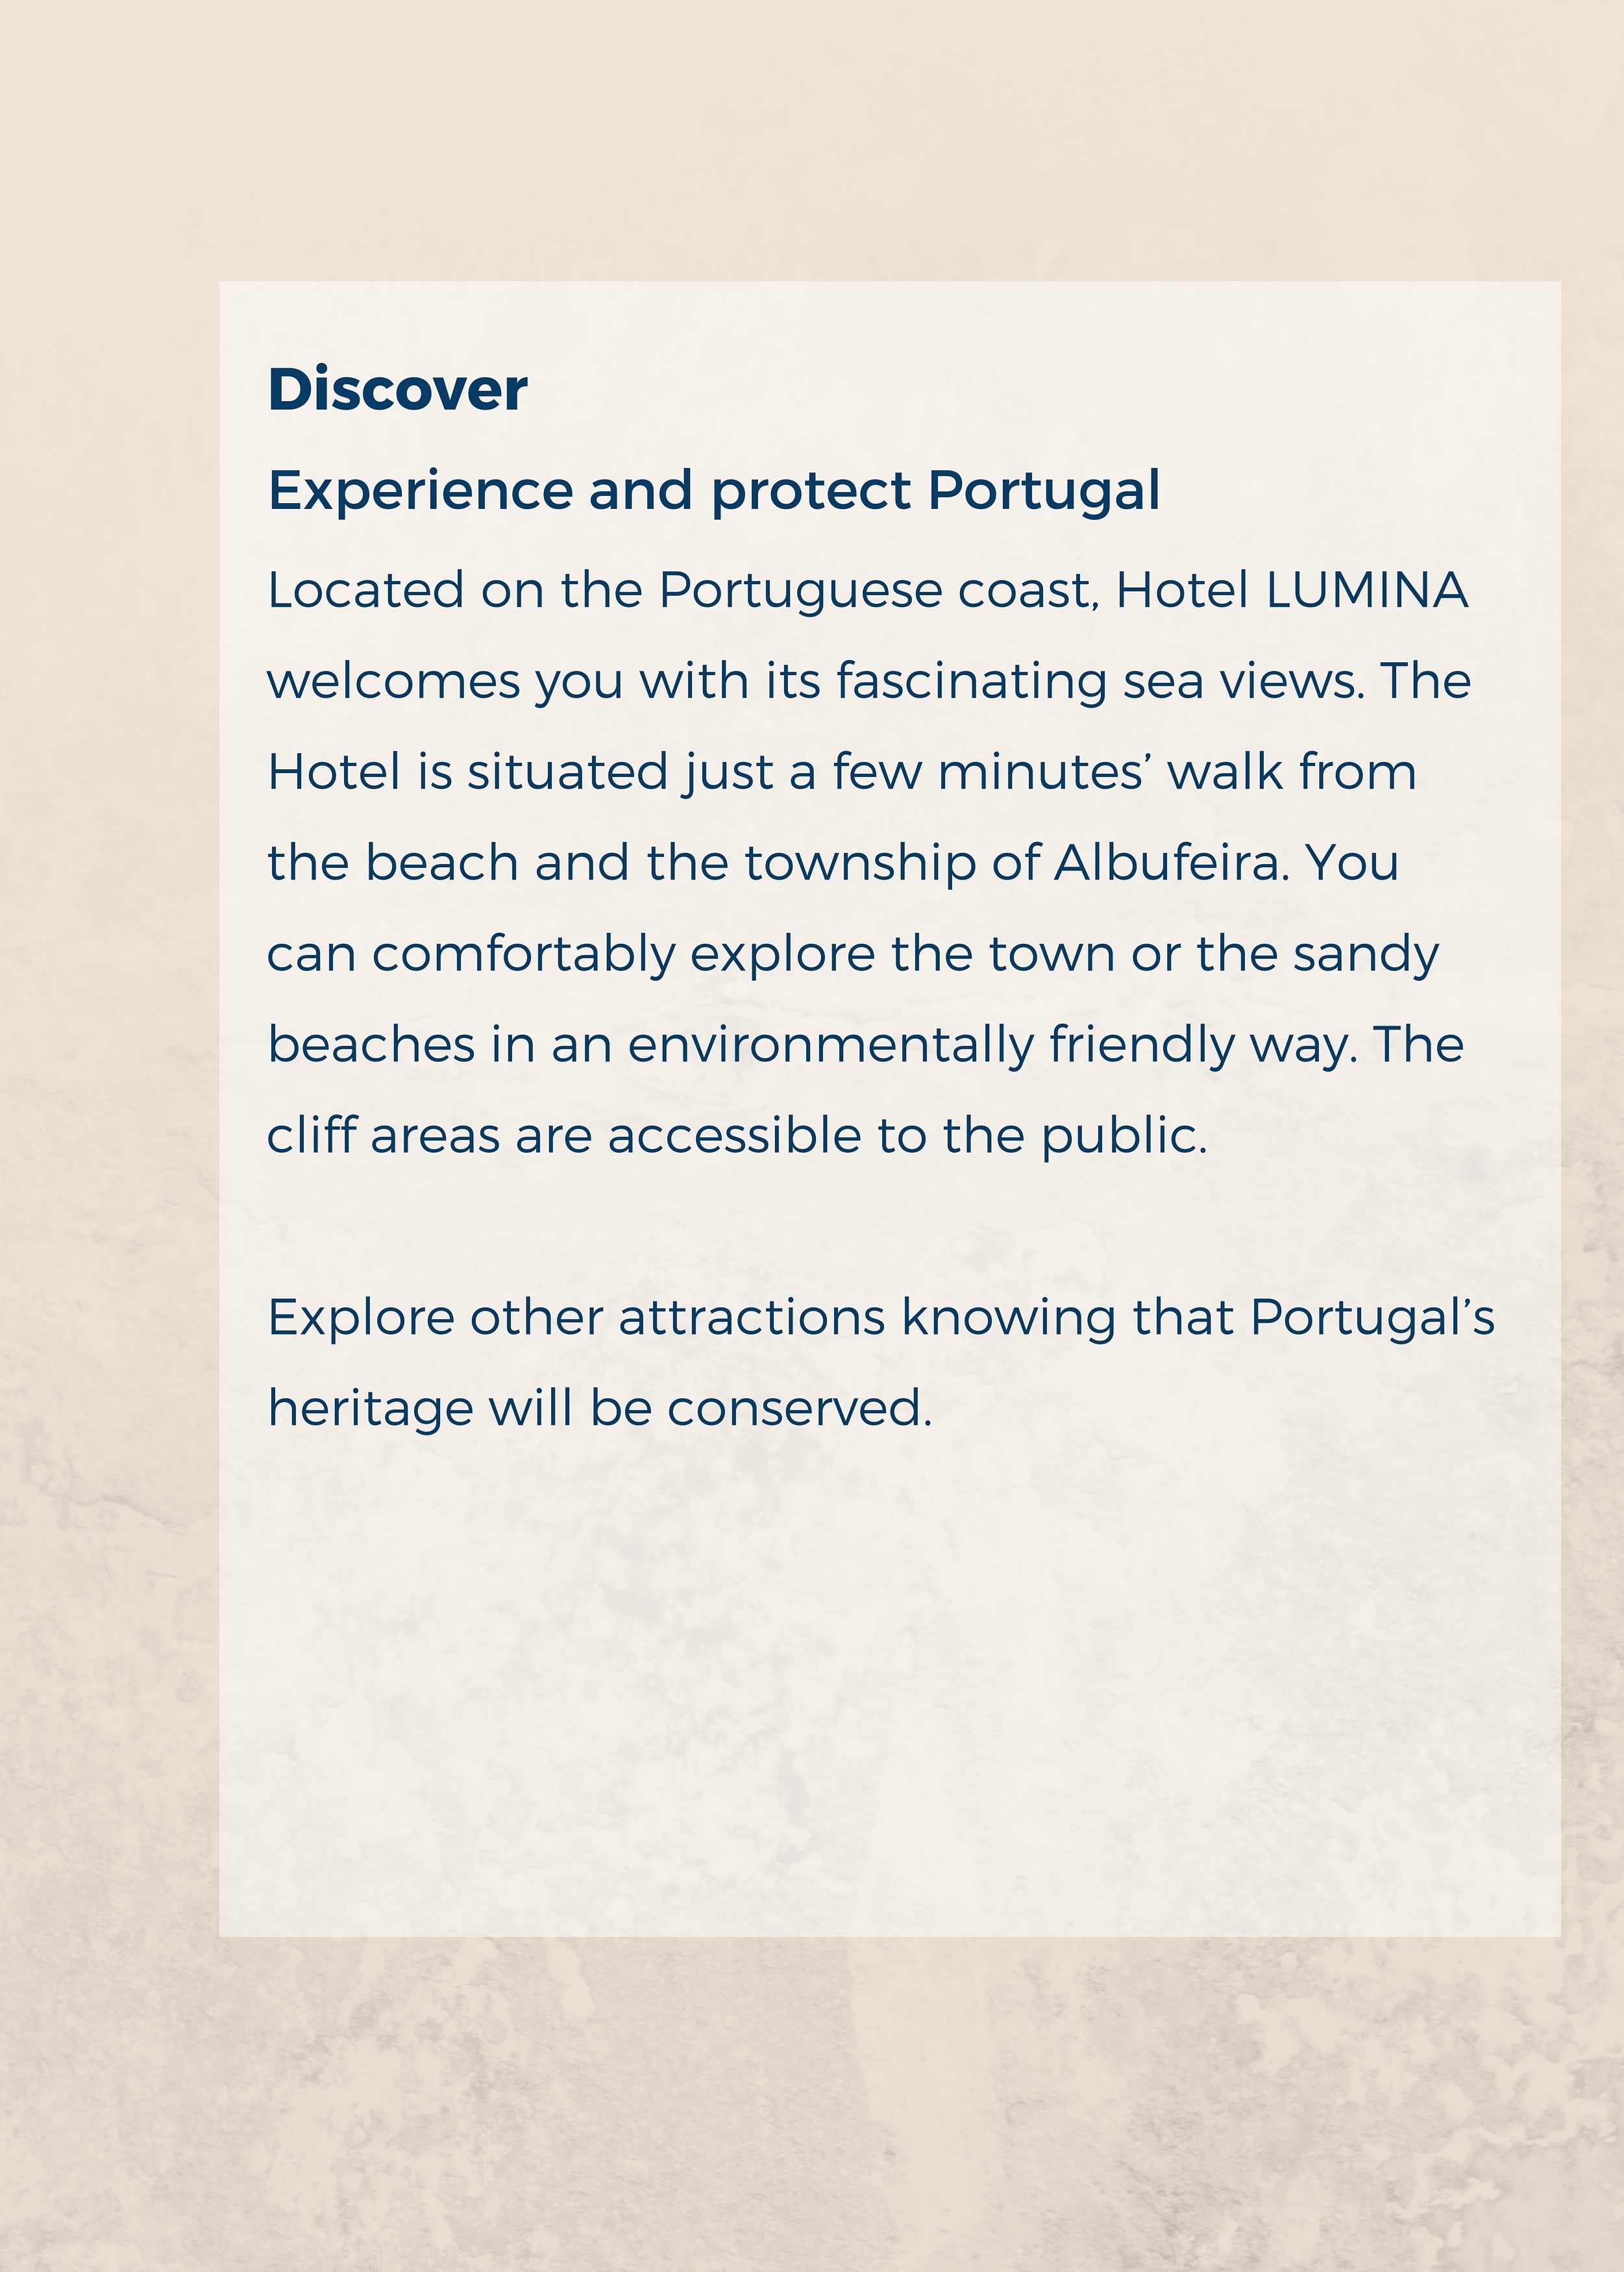 Discover
Experience and protect Portugal
Located on the Portuguese coast, Hotel LUMINA
welcomes you with its fascinating sea views. The
Hotel is situated just a few minutes’ walk from
the beach and the township of Albufeira. You
can comfortably explore the town or the sandy
beaches in an environmentally friendly way. The
cliff areas are accessible to the public.
Explore other attractions knowing that Portugal’s
heritage will be conserved.